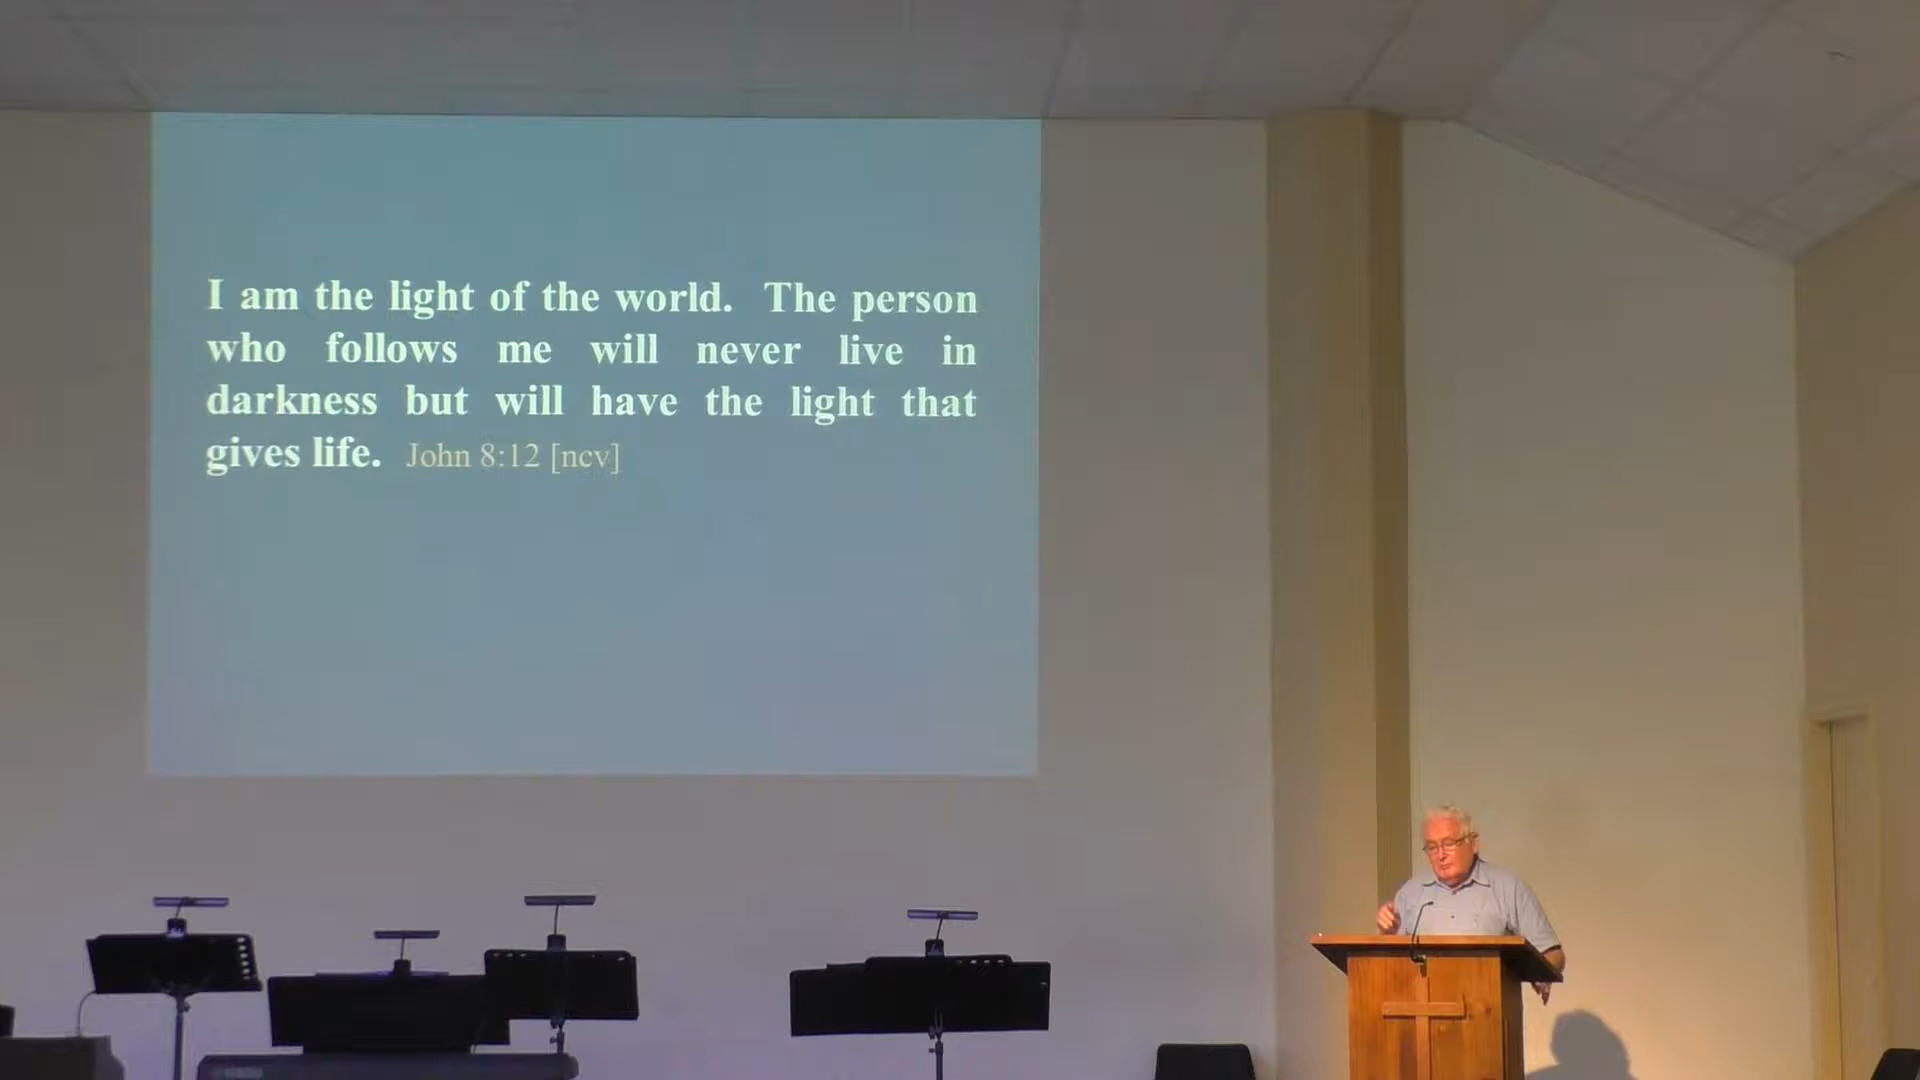 I am the light of the world. The person
who follows me will never live in
darkness but will have the light that
gives life. John 8:12 [ncv]